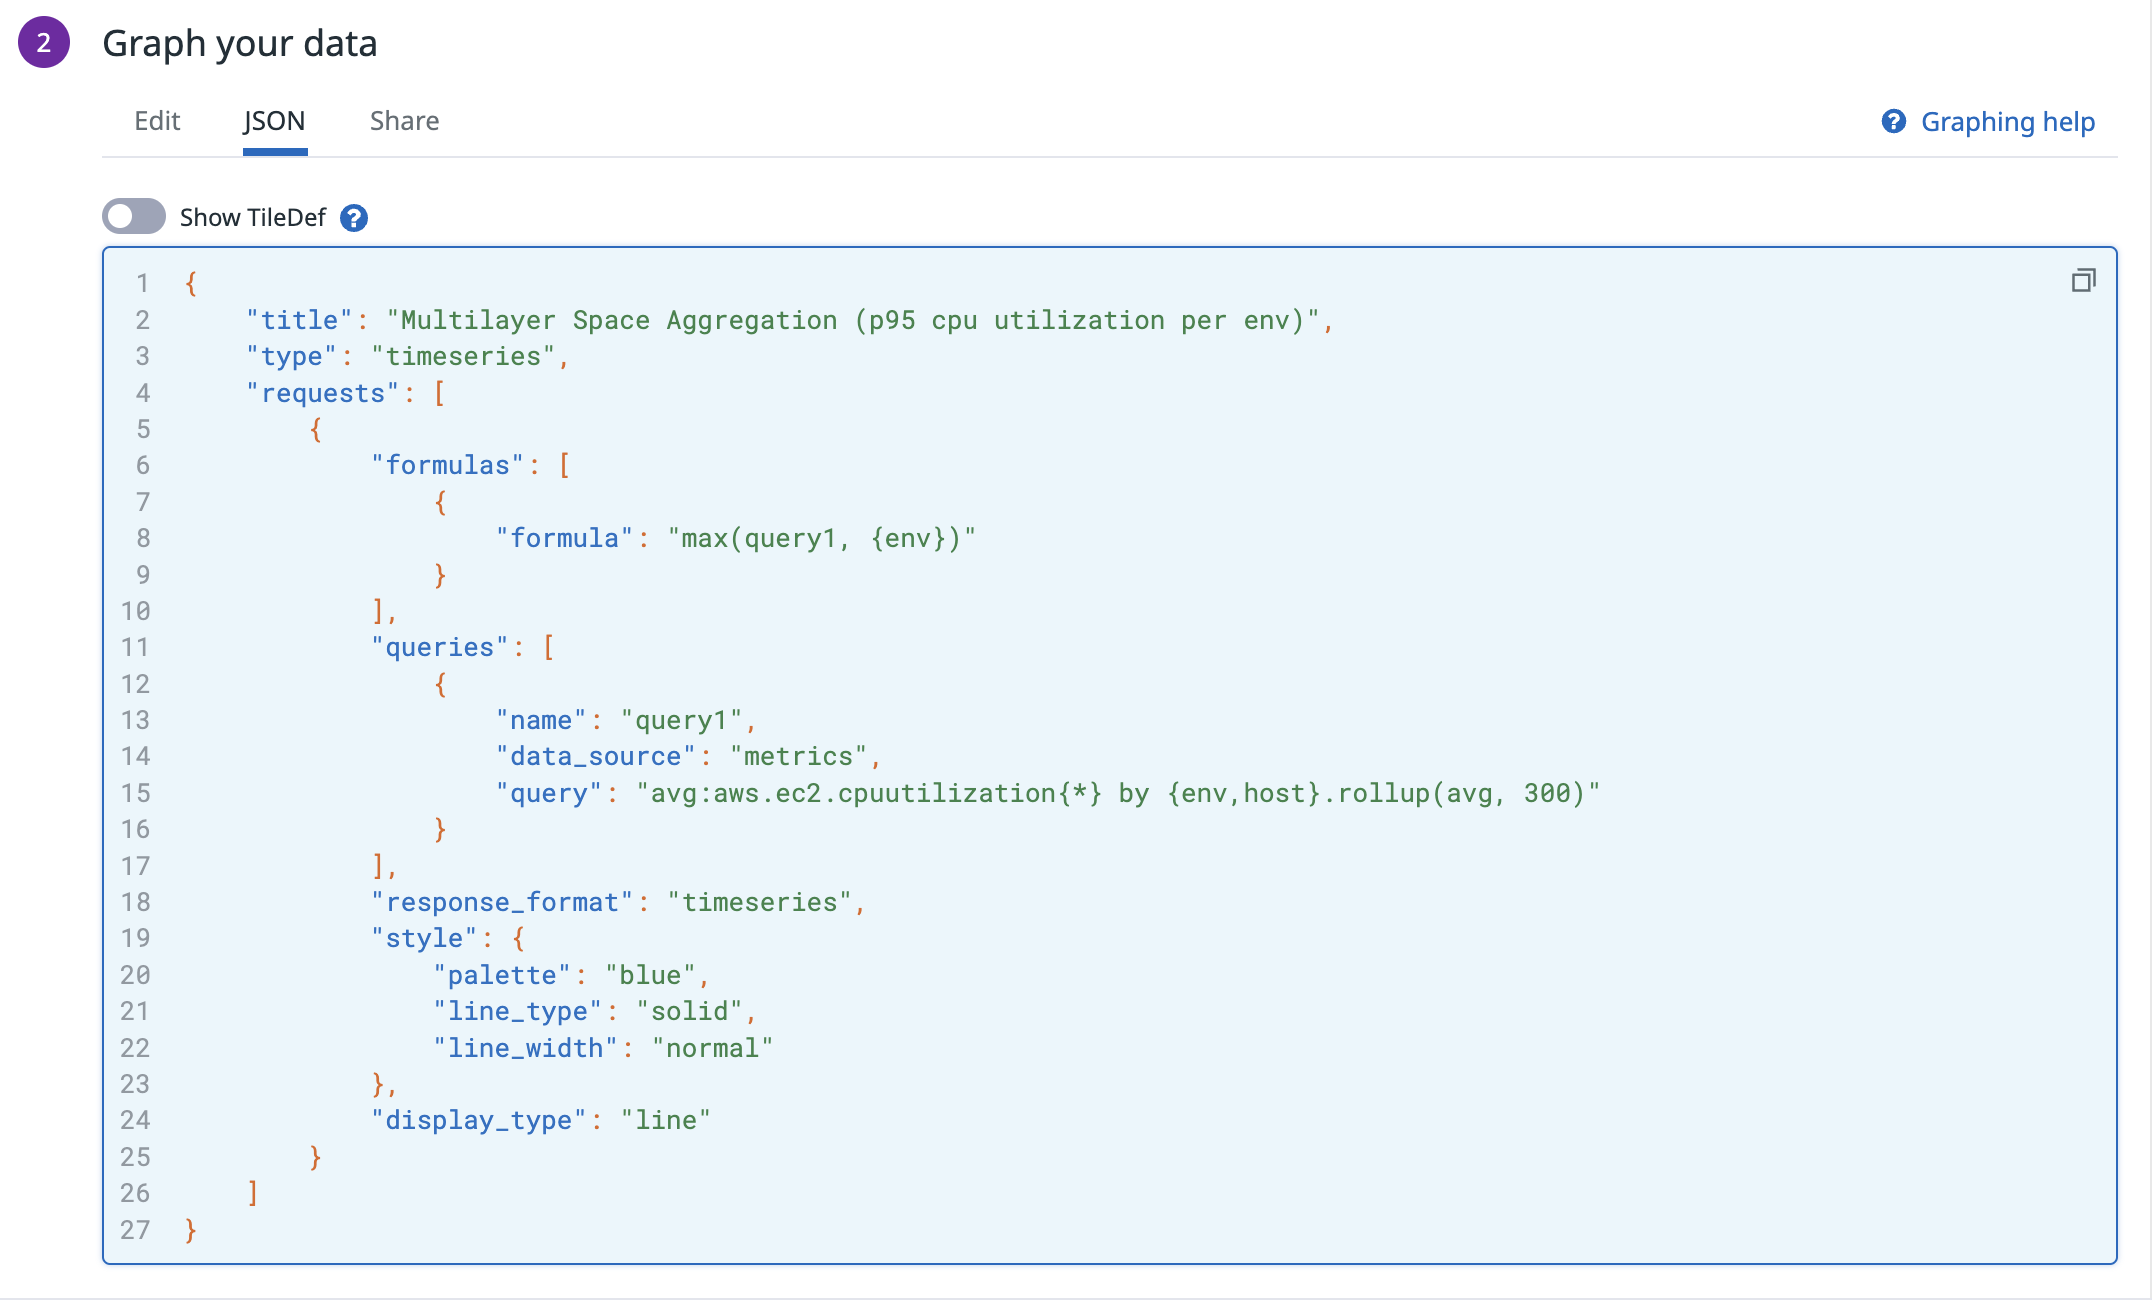 2 Graph your data
Edit JSON Share Graphing help
Show TileDef
1 {
2     "title": "Multilayer Space Aggregation (p95 cpu utilization per env)",
3     "type": "timeseries",
4     "requests": [
5         {
6             "formulas": [
7                 {
8                     "formula": "max(query1, {env})"
9                 }
10             ],
11             "queries": [
12                 {
13                     "name": "query1",
14                     "data_source": "metrics",
15                     "query": "avg:aws.ec2.cpuutilization{*} by {env,host}.rollup(avg, 300)"
16                 }
17             ],
18             "response_format": "timeseries",
19             "style": {
20                 "palette": "blue",
21                 "line_type": "solid",
22                 "line_width": "normal"
23             },
24             "display_type": "line"
25         }
26     ]
27 }